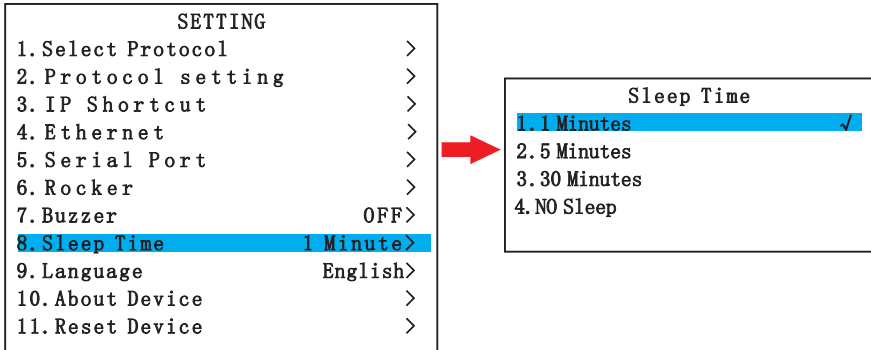 SETTING
1. Select Protocol >
2. Protocol setting >
3. IP Shortcut >
4. Ethernet >
5. Serial Port >
6. Rocker >
7. Buzzer OFF>
8. Sleep Time 1 Minute>
9. Language English>
10. About Device >
11. Reset Device >
Sleep Time
1. 1 Minutes √
2. 5 Minutes
3. 30 Minutes
4. NO Sleep